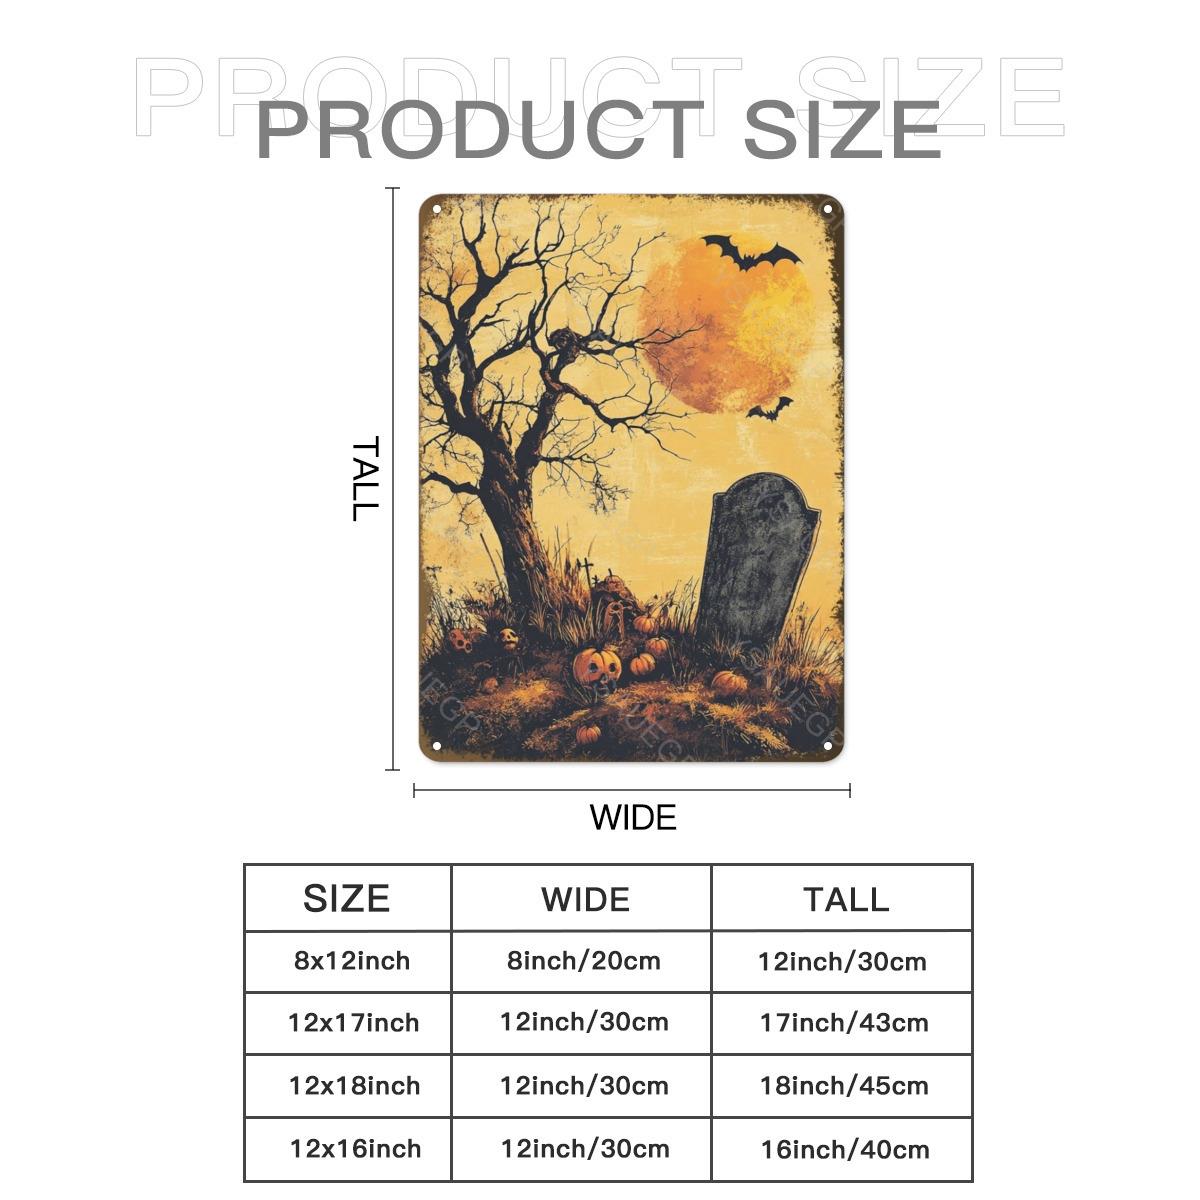 PRODUCT SIZE
PRODUCT SIZE
TALL
WIDE
SIZE WIDE TALL
8x12inch 8inch/20cm 12inch/30cm
12x17inch 12inch/30cm 17inch/43cm
12x18inch 12inch/30cm 18inch/45cm
12x16inch 12inch/30cm 16inch/40cm